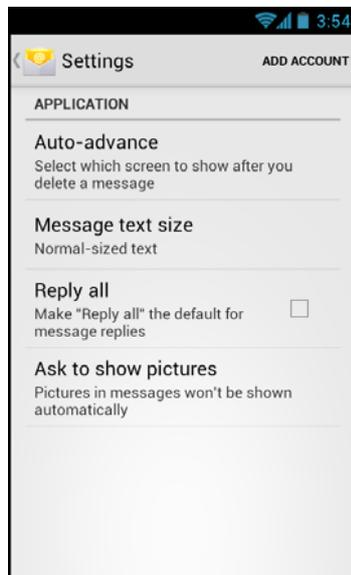 3:54
Settings
ADD ACCOUNT
APPLICATION
Auto-advance
Select which screen to show after you
delete a message
Message text size
Normal-sized text
Reply all
Make "Reply all" the default for
message replies
Ask to show pictures
Pictures in messages won't be shown
automatically